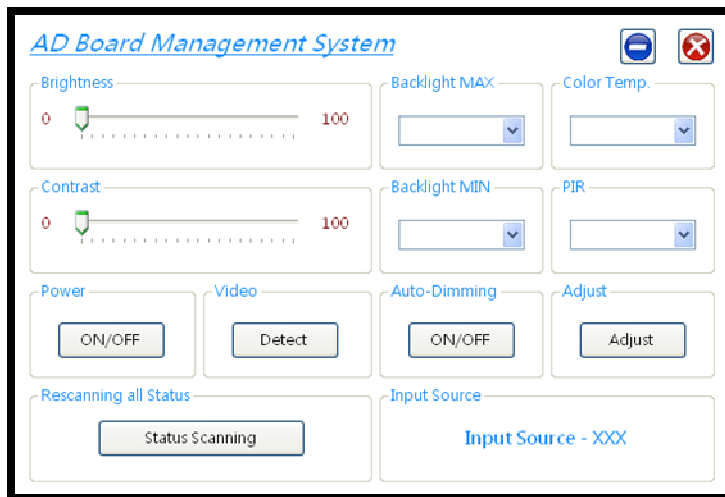 AD Board Management System
Brightness
Backlight MAX
Color Temp.
0
100
Contrast
Backlight MIN
PIR
0
100
Power
Video
Auto-Dimming
Adjust
ON/OFF
Detect
ON/OFF
Adjust
Rescanning all Status
Input Source
Status Scanning
Input Source - XXX